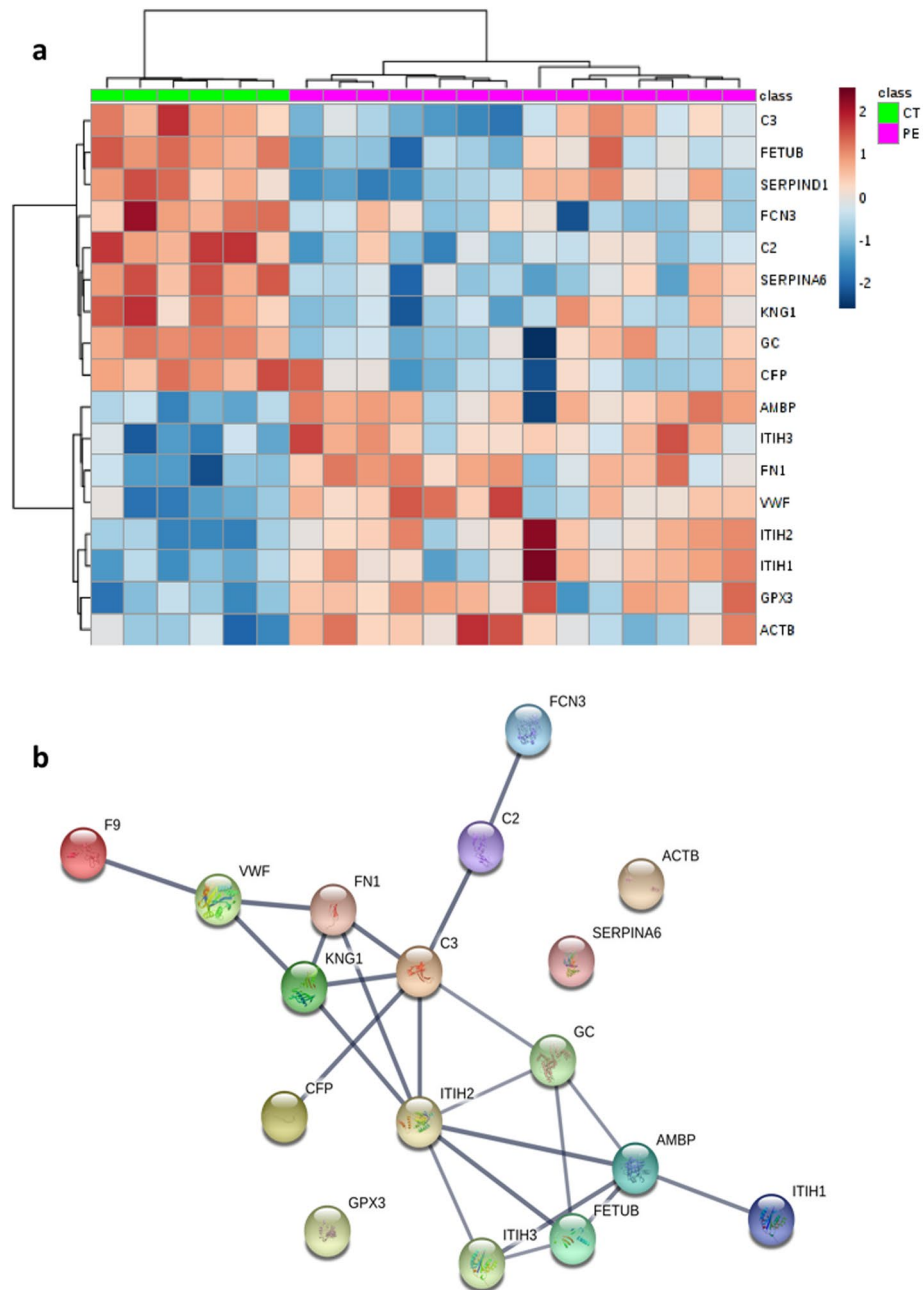 a
class
C3
FETUB
SERPIND1
FCN3
C2
SERPINA6
KNG1
GC
CFP
AMBP
ITIH3
FN1
VWF
ITIH2
ITIH1
GPX3
ACTB
2
1
0
-1
-2
class
CT
PE
b
FCN3
F9
C2
VWF
FN1
ACTB
C3
SERPINA6
KNG1
GC
CFP
ITIH2
AMBP
GPX3
ITIH3
FETUB
ITIH1